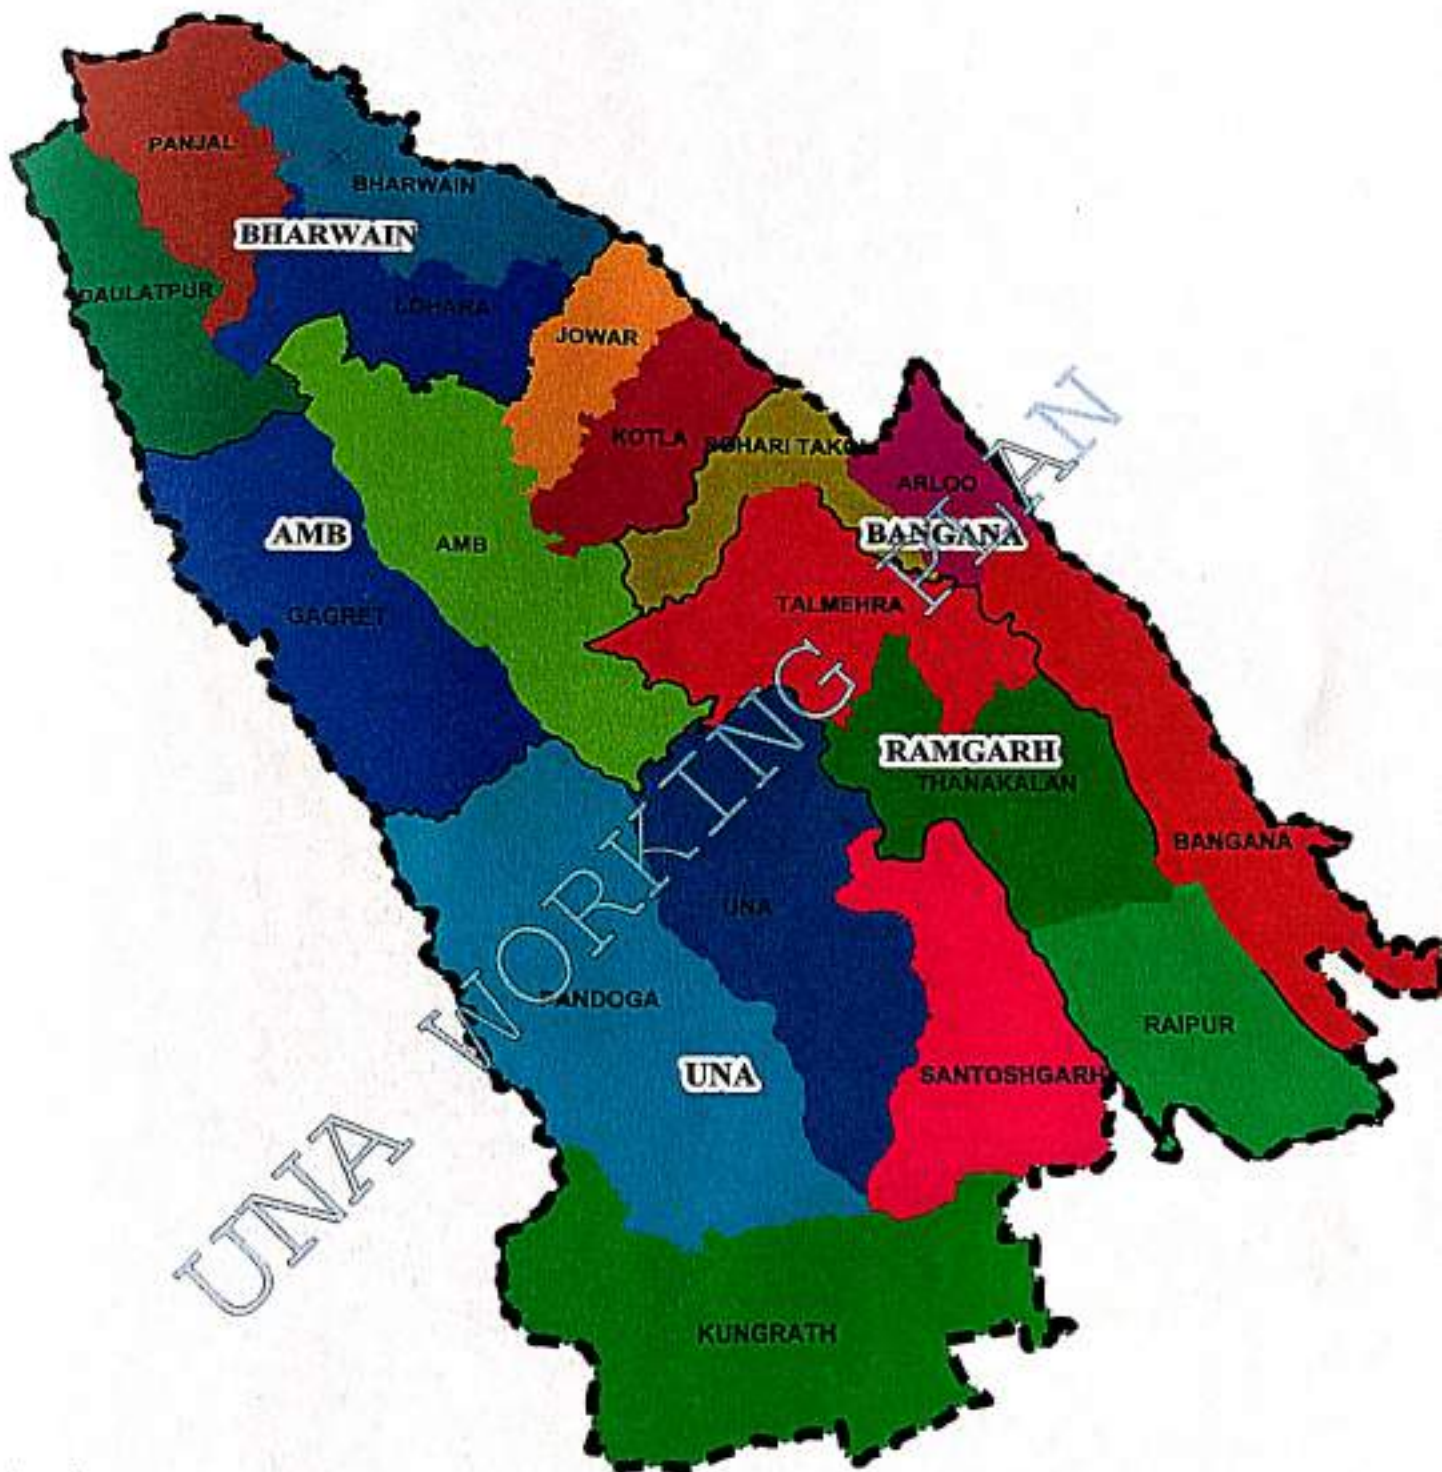 PANJAL
BHARWAIN
BHARWAIN
DAULATPUR
LOHARA
JOWAR
KOTLA
ARLOO
AMB
AMB
BANGANA
GAGRET
TALMEHRA
RAMGARH
THANAKALAN
BANGANA
UNA
PANDOGA
RAIPUR
UNA
SANTOSHGARH
KUNGRATH
UNA WORKING PLAN